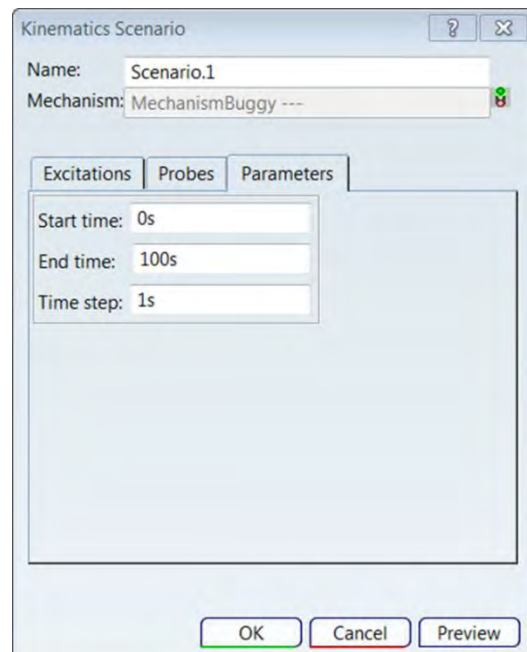 Kinematics Scenario
Name: Scenario.1
Mechanism: MechanismBuggy ---
Excitations Probes Parameters
Start time: 0s
End time: 100s
Time step: 1s
OK Cancel Preview